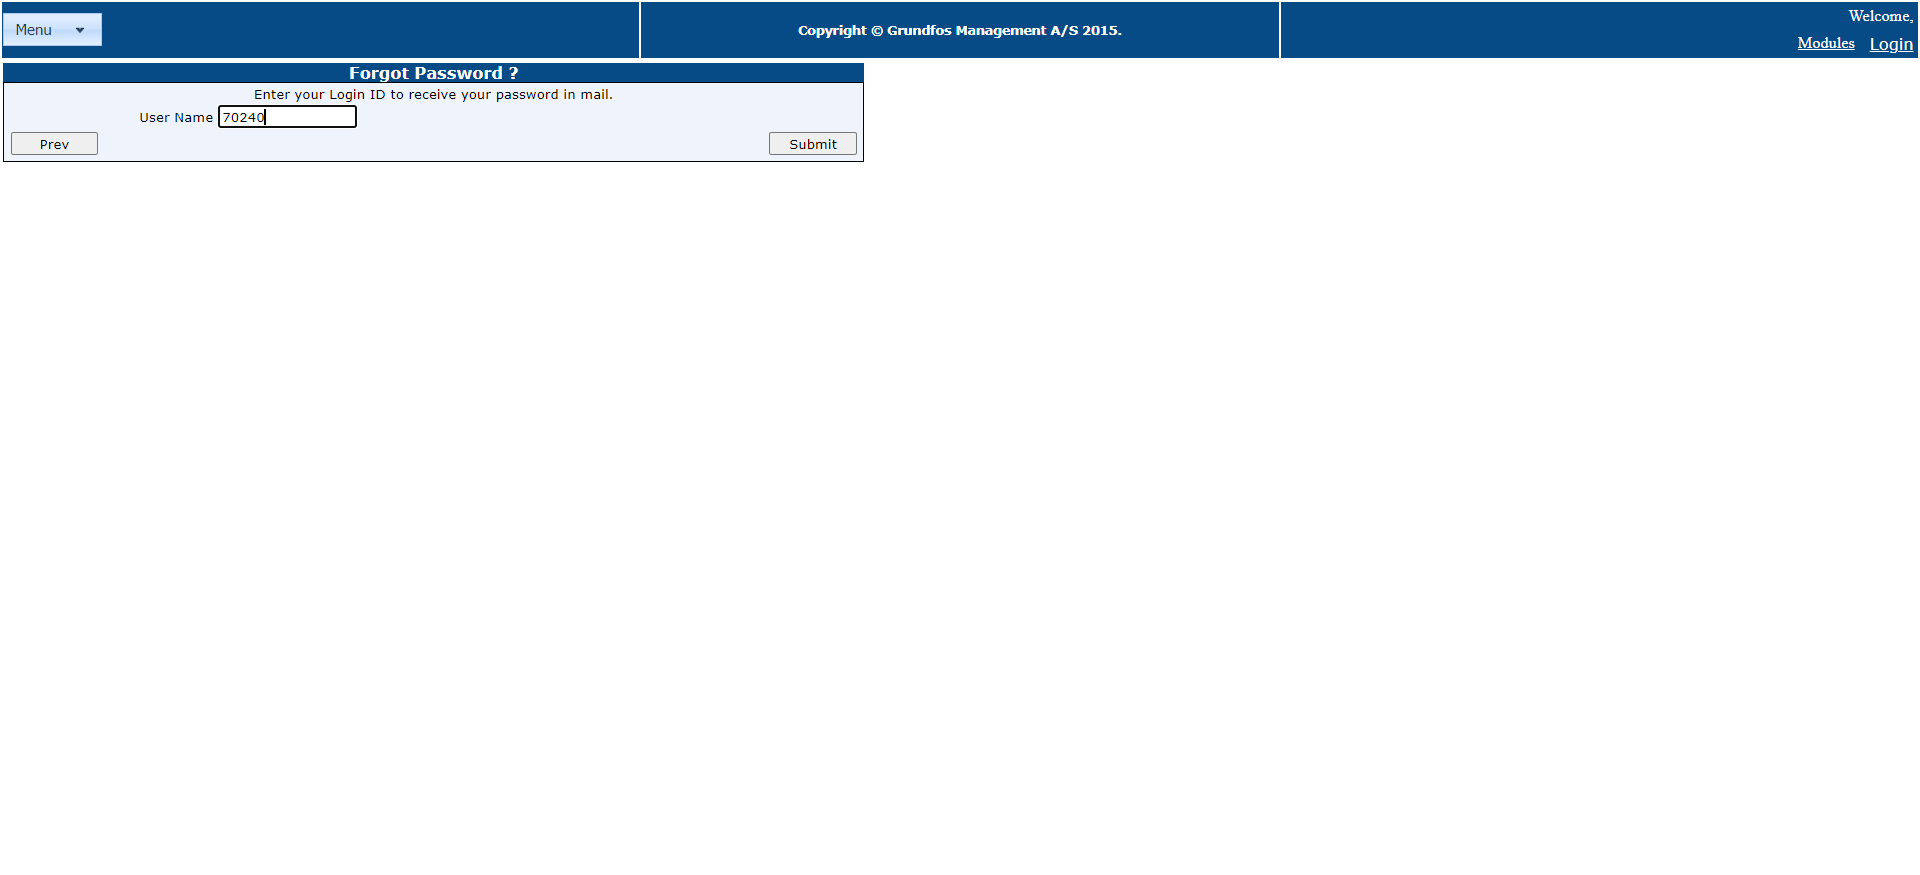 Menu
Copyright © Grundfos Management A/S 2015.
Welcome,
Modules Login
Forgot Password ?
Enter your Login ID to receive your password in mail.
User Name 70240
Prev Submit